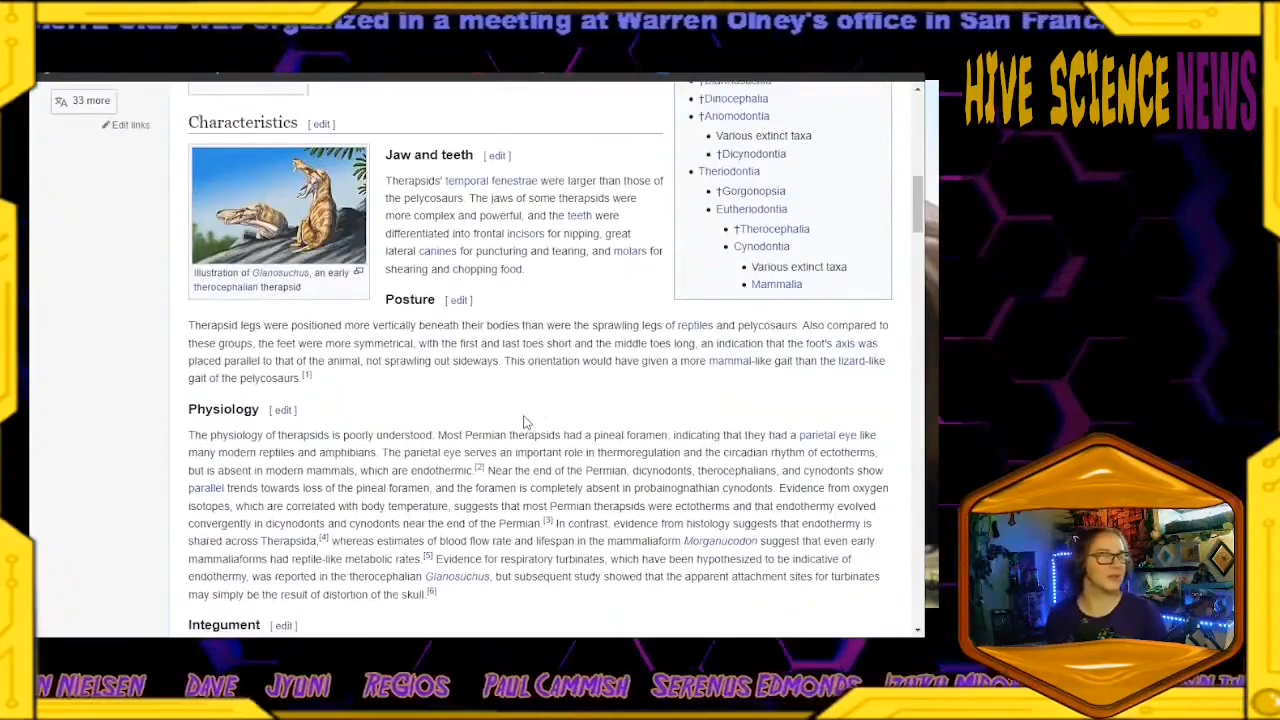 organized in a meeting at Warren Olney's office in San Franc
HIVE SCIENCE NEWS
33 more
Edit links
Characteristics [ edit ]
Illustration of Glanosuchus, an early
therocephalian therapsid
Jaw and teeth [ edit ]
Therapsids' temporal fenestrae were larger than those of
the pelycosaurs. The jaws of some therapsids were
more complex and powerful, and the teeth were
differentiated into frontal incisors for nipping, great
lateral canines for puncturing and tearing, and molars for
shearing and chopping food.
†Dinocephalia
†Anomodontia
Various extinct taxa
†Dicynodontia
Theriodontia
†Gorgonopsia
Eutheriodontia
†Therocephalia
Cynodontia
Various extinct taxa
Mammalia
Posture [ edit ]
Therapsid legs were positioned more vertically beneath their bodies than were the sprawling legs of reptiles and pelycosaurs. Also compared to
these groups, the feet were more symmetrical, with the first and last toes short and the middle toes long, an indication that the foot's axis was
placed parallel to that of the animal, not sprawling out sideways. This orientation would have given a more mammal-like gait than the lizard-like
gait of the pelycosaurs.[1]
Physiology [ edit ]
The physiology of therapsids is poorly understood. Most Permian therapsids had a pineal foramen, indicating that they had a parietal eye like
many modern reptiles and amphibians. The parietal eye serves an important role in thermoregulation and the circadian rhythm of ectotherms,
but is absent in modern mammals, which are endothermic.[2] Near the end of the Permian, dicynodonts, therocephalians, and cynodonts show
parallel trends towards loss of the pineal foramen, and the foramen is completely absent in probainognathian cynodonts. Evidence from oxygen
isotopes, which are correlated with body temperature, suggests that most Permian therapsids were ectotherms and that endothermy evolved
convergently in dicynodonts and cynodonts near the end of the Permian.[3] In contrast, evidence from histology suggests that endothermy is
shared across Therapsida,[4] whereas estimates of blood flow rate and lifespan in the mammaliaform Morganucodon suggest that even early
mammaliaforms had reptile-like metabolic rates.[5] Evidence for respiratory turbinates, which have been hypothesized to be indicative of
endothermy, was reported in the therocephalian Glanosuchus, but subsequent study showed that the apparent attachment sites for turbinates
may simply be the result of distortion of the skull.[6]
Integument [ edit ]
N NIELSEN DAVE JYUNI REGIOS PAUL CAMMISH SERENUS EDMONDS